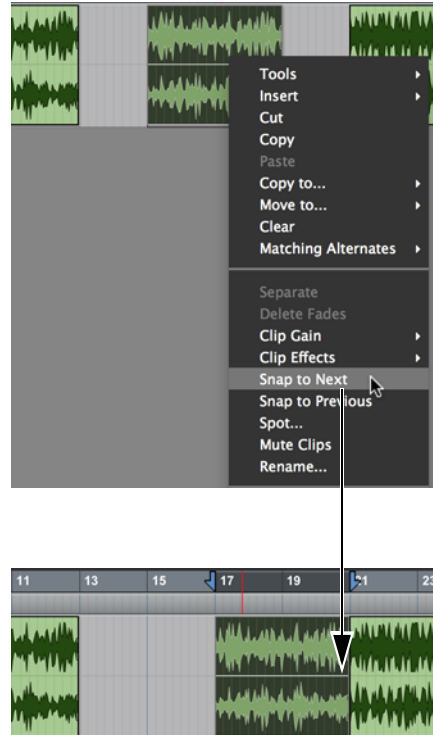 Tools
Insert
Cut
Copy
Paste
Copy to...
Move to...
Clear
Matching Alternates
Separate
Delete Fades
Clip Gain
Clip Effects
Snap to Next
Snap to Previous
Spot...
Mute Clips
Rename...
11 13 15 17 19 21 23